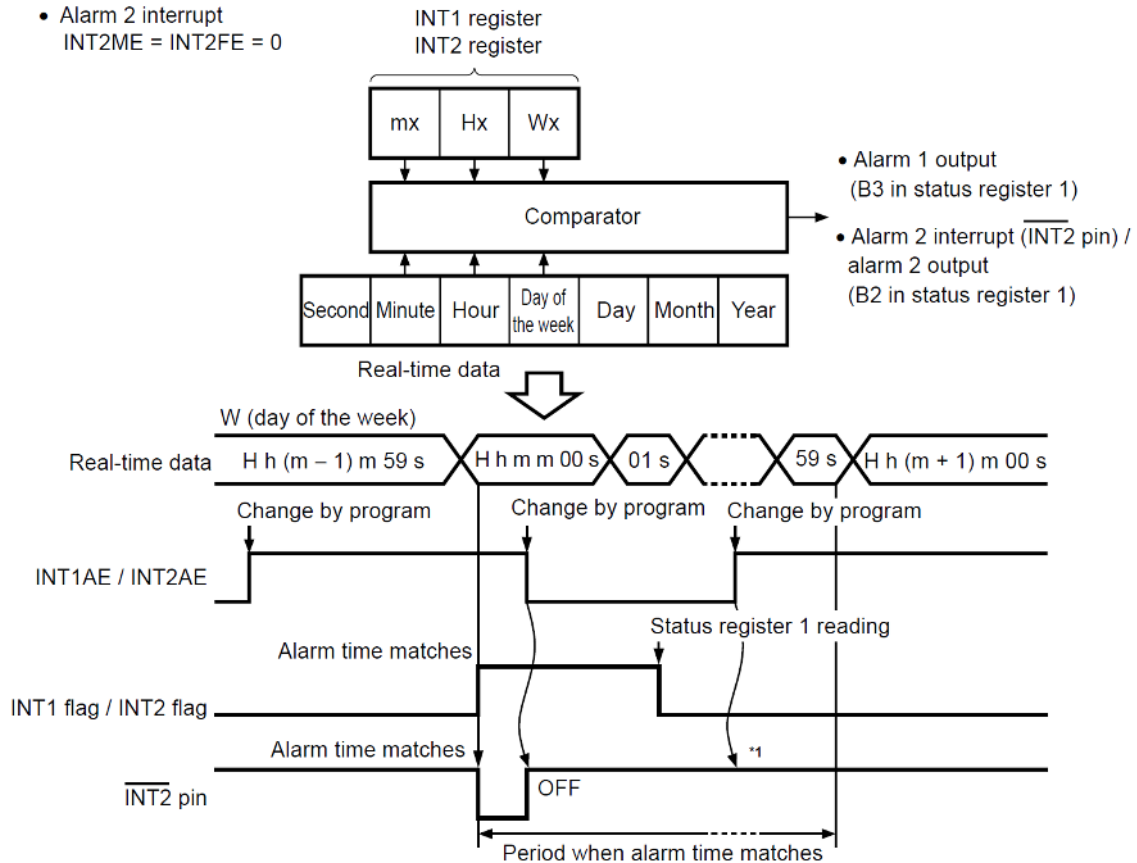 • Alarm 2 interrupt
INT2ME = INT2FE = 0
INT1 register
INT2 register
mx Hx Wx
Comparator
• Alarm 1 output
(B3 in status register 1)
• Alarm 2 interrupt (INT2 pin) /
alarm 2 output
(B2 in status register 1)
Second Minute Hour Day of the week Day Month Year
Real-time data
W (day of the week)
Real-time data H h (m – 1) m 59 s H h m m 00 s 01 s 59 s H h (m + 1) m 00 s
Change by program Change by program Change by program
INT1AE / INT2AE
Status register 1 reading
Alarm time matches
INT1 flag / INT2 flag
Alarm time matches *1
OFF
INT2 pin
Period when alarm time matches